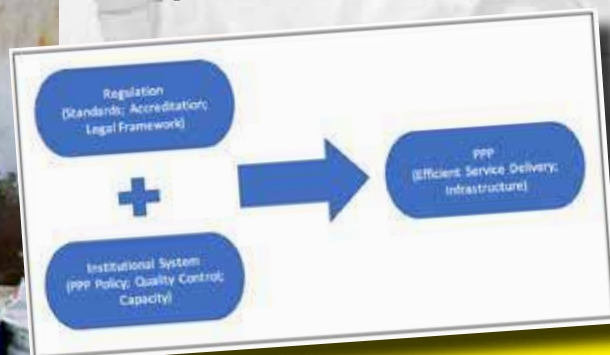 Regulation
(Standards; Accreditation;
Legal Framework)
Institutional System
(PPP Policy; Quality Control;
Capacity)
PPP
(Efficient Service Delivery;
Infrastructure)